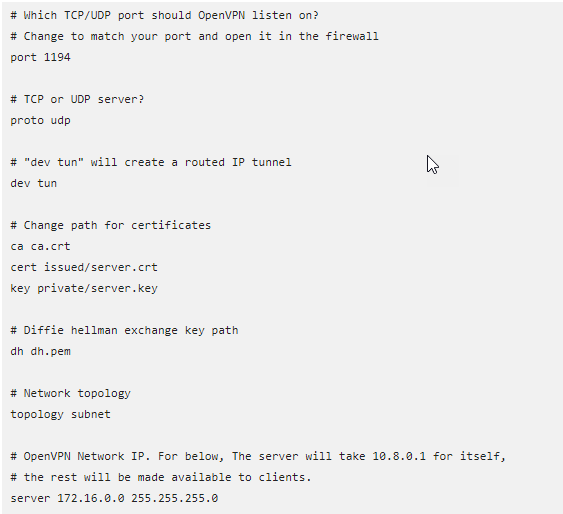 # Which TCP/UDP port should OpenVPN listen on?
# Change to match your port and open it in the firewall
port 1194
# TCP or UDP server?
proto udp
# "dev tun" will create a routed IP tunnel
dev tun
# Change path for certificates
ca ca.crt
cert issued/server.crt
key private/server.key
# Diffie hellman exchange key path
dh dh.pem
# Network topology
topology subnet
# OpenVPN Network IP. For below, The server will take 10.8.0.1 for itself,
# the rest will be made available to clients.
server 172.16.0.0 255.255.255.0